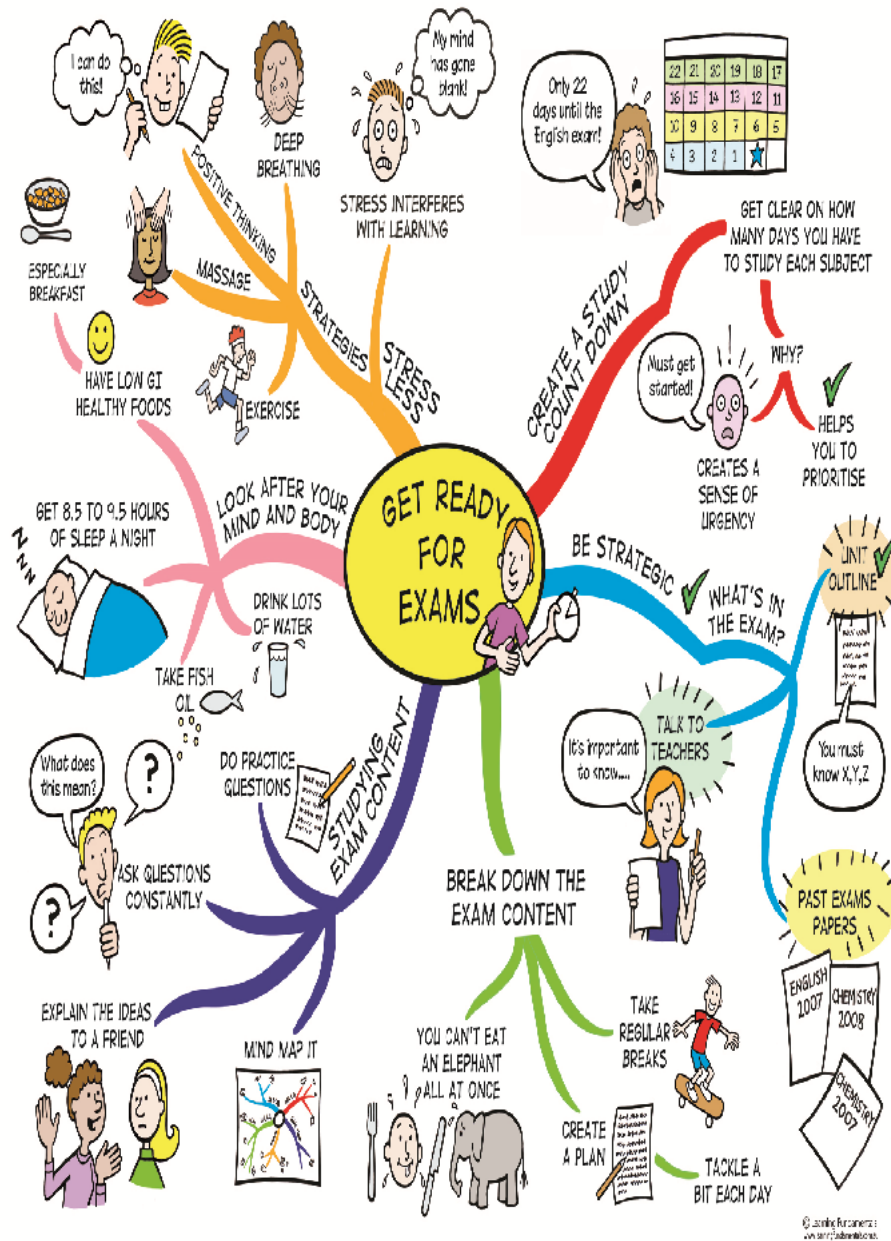 GET READY
FOR
EXAMS
CREATE A STUDY
COUNT DOWN
Only 22
days until the
English exam!
22 21 20 19 18 17
16 15 14 13 12 11
10 9 8 7 6 5
4 3 2 1
GET CLEAR ON HOW
MANY DAYS YOU HAVE
TO STUDY EACH SUBJECT
WHY?
Must get
started!
!
CREATES A
SENSE OF
URGENCY
HELPS
YOU TO
PRIORITISE
BE STRATEGIC
WHAT'S IN
THE EXAM?
UNIT
OUTLINE
You must
know X,Y,Z
TALK TO
TEACHERS
It's important
to know....
PAST EXAMS
PAPERS
ENGLISH
2007
CHEMISTRY
2008
CHEMISTRY
2007
BREAK DOWN THE
EXAM CONTENT
TAKE
REGULAR
BREAKS
CREATE
A PLAN
TACKLE A
BIT EACH DAY
YOU CAN'T EAT
AN ELEPHANT
ALL AT ONCE
STUDYING
EXAM CONTENT
DO PRACTICE
QUESTIONS
ASK QUESTIONS
CONSTANTLY
What does
this mean?
?
?
EXPLAIN THE IDEAS
TO A FRIEND
MIND MAP IT
LOOK AFTER YOUR
MIND AND BODY
HAVE LOW GI
HEALTHY FOODS
ESPECIALLY
BREAKFAST
GET 8.5 TO 9.5 HOURS
OF SLEEP A NIGHT
Z
Z
Z
TAKE FISH
OIL
DRINK LOTS
OF WATER
STRESS
LESS
STRESS INTERFERES
WITH LEARNING
My mind
has gone
blank!
STRATEGIES
DEEP
BREATHING
POSITIVE THINKING
I can do
this!
MASSAGE
EXERCISE
© Learning Fundamentals